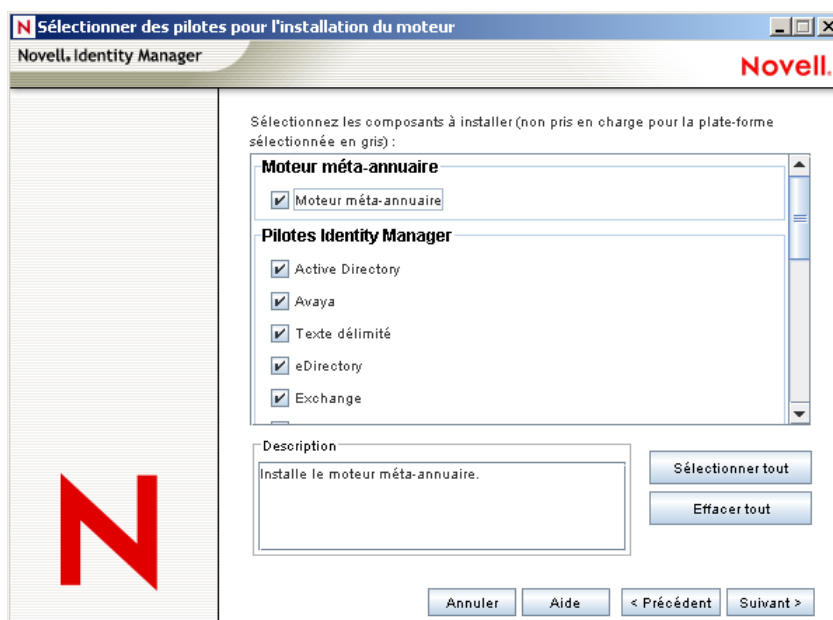 N Sélectionner des pilotes pour l'installation du moteur
Novell® Identity Manager
Novell®
Sélectionnez les composants à installer (non pris en charge pour la plate-forme
sélectionnée en gris) :
Moteur méta-annuaire
Moteur méta-annuaire
Pilotes Identity Manager
Active Directory
Avaya
Texte délimité
eDirectory
Exchange
Description
Installe le moteur méta-annuaire.
Sélectionner tout
Effacer tout
N
Annuler
Aide
< Précédent
Suivant >